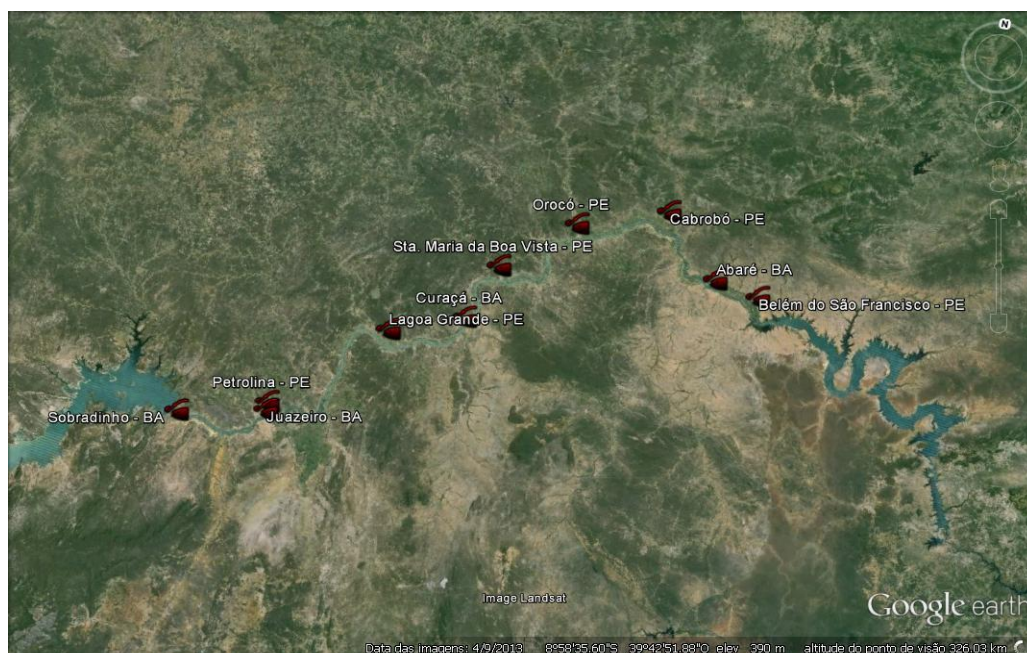 N
Orocó - PE
Cabrobó - PE
Sta. Maria da Boa Vista - PE
Abaré - BA
Curaçá - BA
Belém do São Francisco - PE
Lagoa Grande - PE
Petrolina - PE
Sobradinho - BA
Juazeiro - BA
Image Landsat
Google earth
Data das imagens: 4/9/2013 8°58'35.60"S 39°42'51.88"O elev. 390 m altitude do ponto de visão 326.03 km